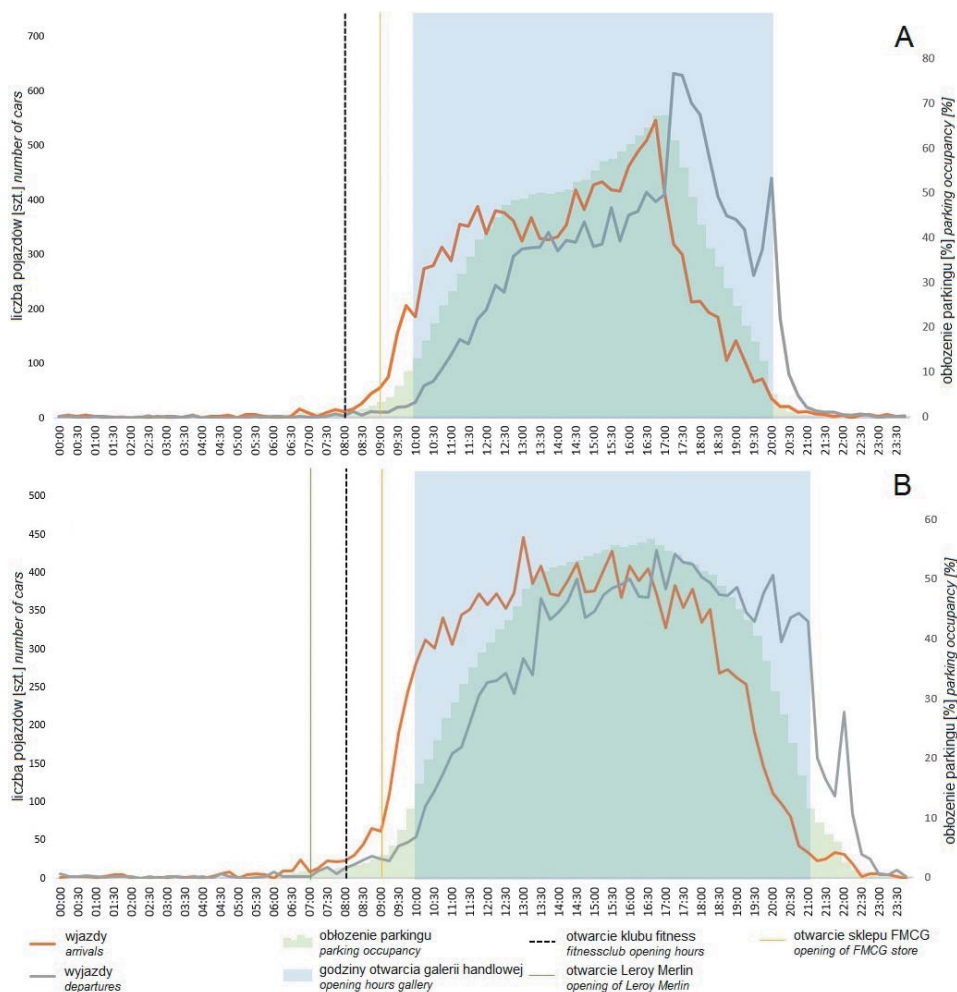 A
700
600
500
400
300
200
100
0
liczba pojazdów [szt.] number of cars
80
70
60
50
40
30
20
10
0
obłozenie parkingu [%] parking occupancy [%]
00:00 00:30 01:00 01:30 02:00 02:30 03:00 03:30 04:00 04:30 05:00 05:30 06:00 06:30 07:00 07:30 08:00 08:30 09:00 09:30 10:00 10:30 11:00 11:30 12:00 12:30 13:00 13:30 14:00 14:30 15:00 15:30 16:00 16:30 17:00 17:30 18:00 18:30 19:00 19:30 20:00 20:30 21:00 21:30 22:00 22:30 23:00 23:30
B
500
450
400
350
300
250
200
150
100
50
0
liczba pojazdów [szt.] number of cars
60
50
40
30
20
10
0
obłozenie parkingu [%] parking occupancy [%]
00:00 00:30 01:00 01:30 02:00 02:30 03:00 03:30 04:00 04:30 05:00 05:30 06:00 06:30 07:00 07:30 08:00 08:30 09:00 09:30 10:00 10:30 11:00 11:30 12:00 12:30 13:00 13:30 14:00 14:30 15:00 15:30 16:00 16:30 17:00 17:30 18:00 18:30 19:00 19:30 20:00 20:30 21:00 21:30 22:00 22:30 23:00 23:30
wjazdy
arrivals
wyjazdy
departures
obłozenie parkingu
parking occupancy
godziny otwarcia galerii handlowej
opening hours gallery
otwarcie klubu fitness
fitnessclub opening hours
otwarcie Leroy Merlin
opening of Leroy Merlin
otwarcie sklepu FMCG
opening of FMCG store